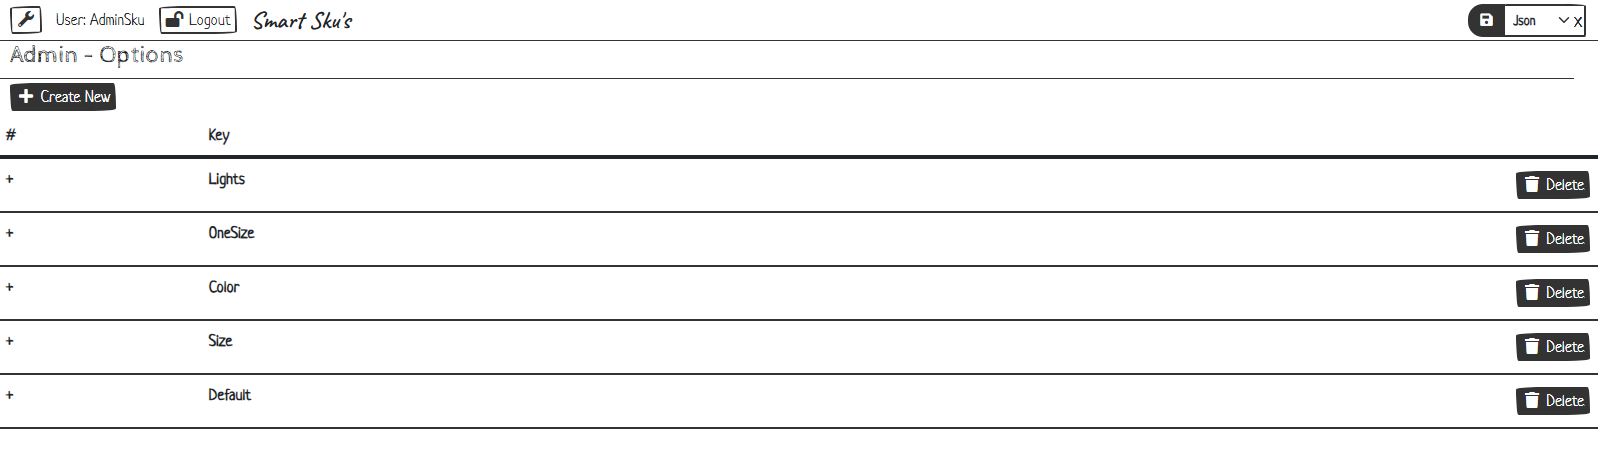 User: AdminSku Logout Smart Sku's Json X
Admin - Options
+ Create New
# Key
+ Lights Delete
+ OneSize Delete
+ Color Delete
+ Size Delete
+ Default Delete